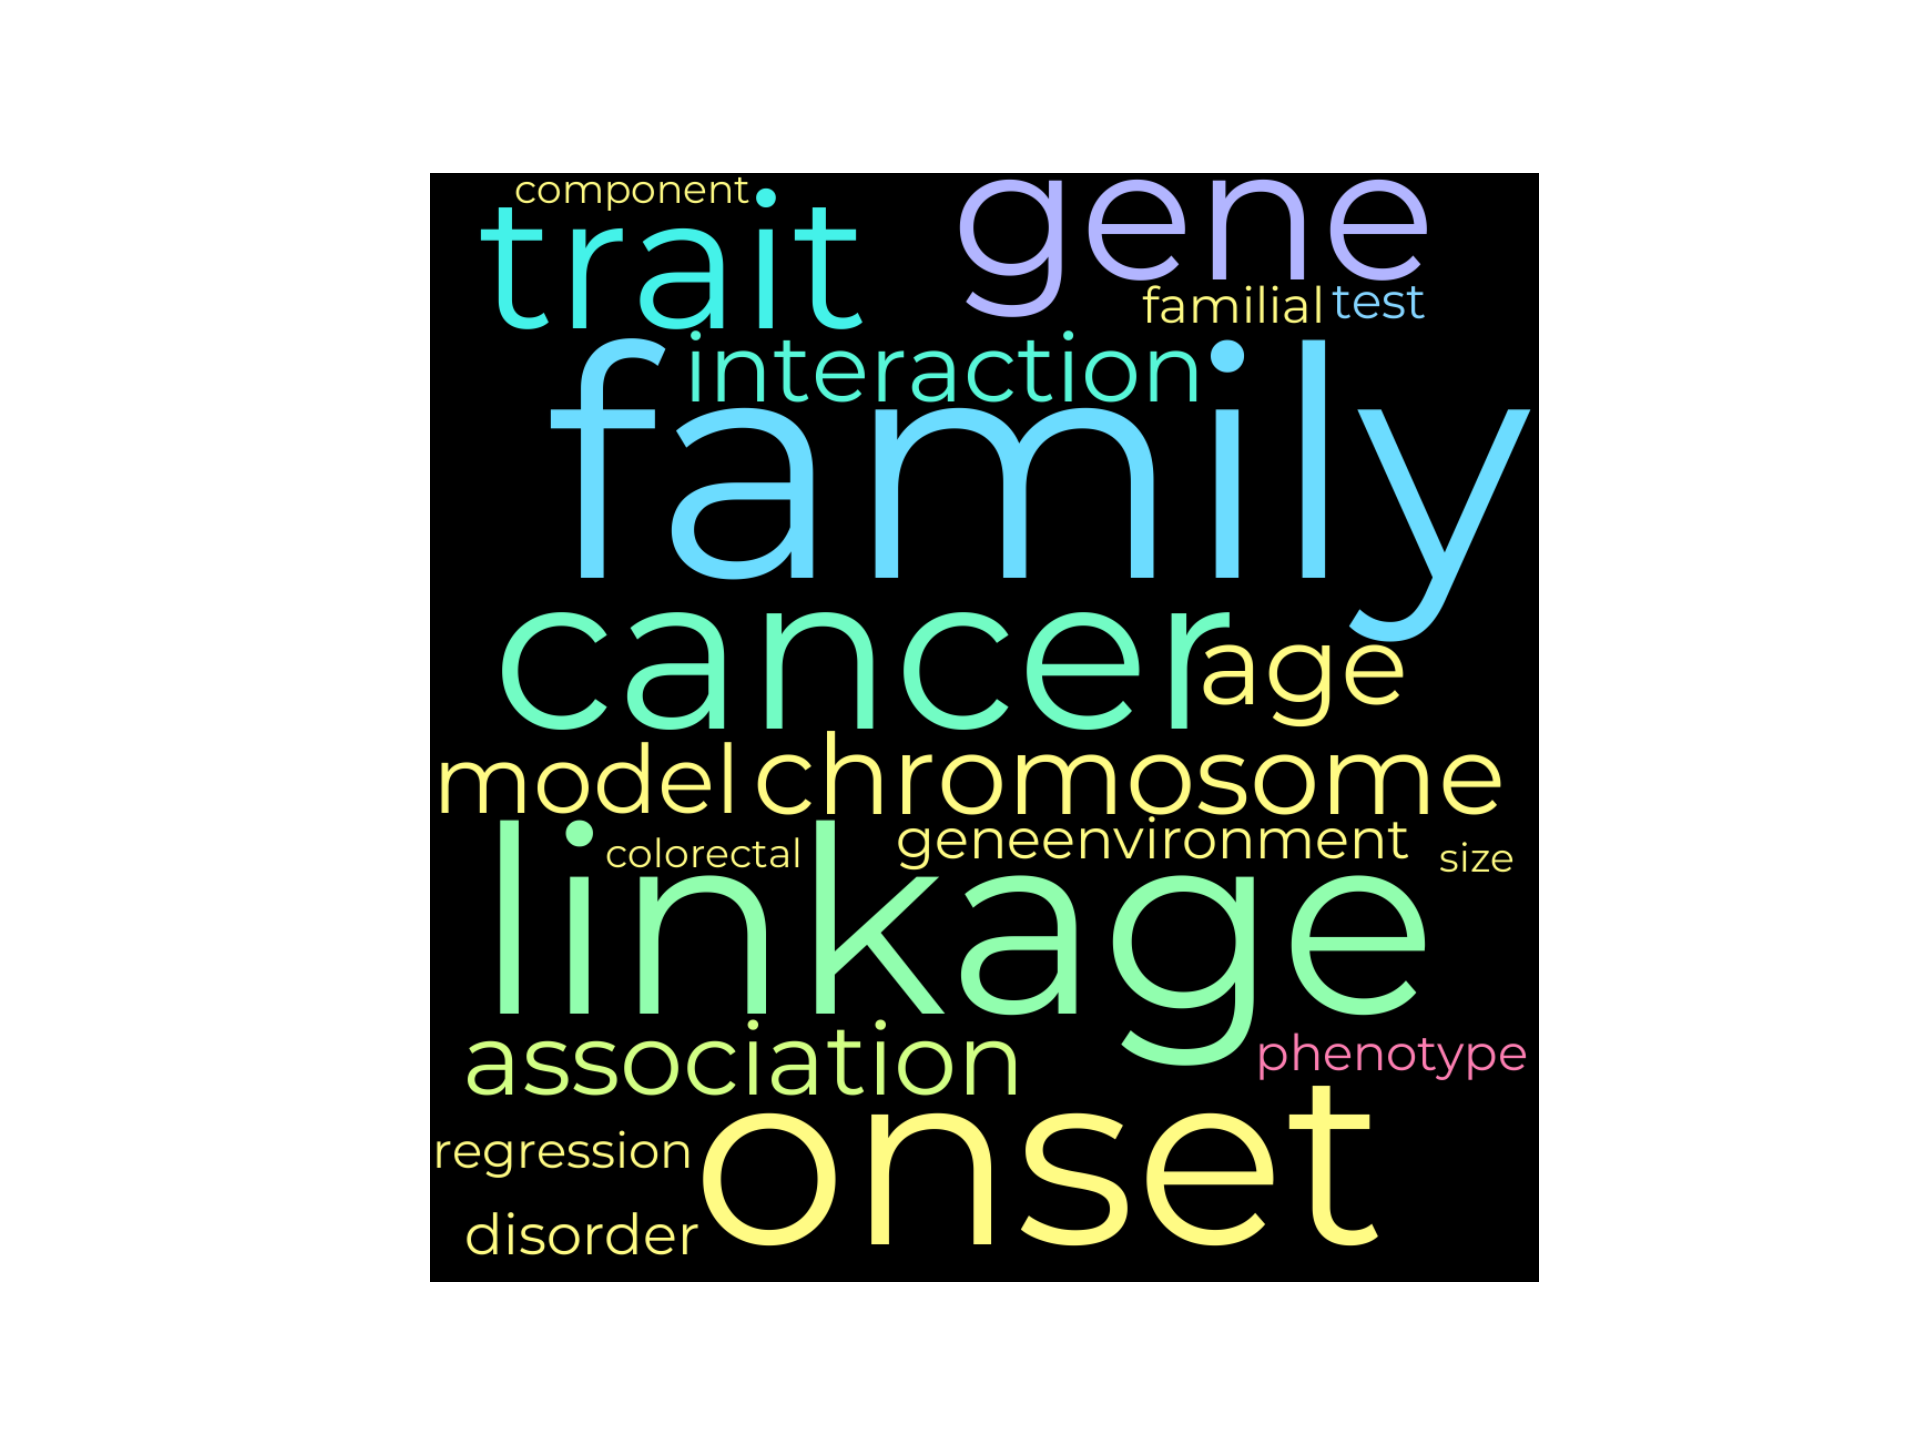 component
trait gene
familial test
interaction
family
cancer age
model chromosome
colorectal geneenvironment size
linkage
association phenotype
regression onset
disorder